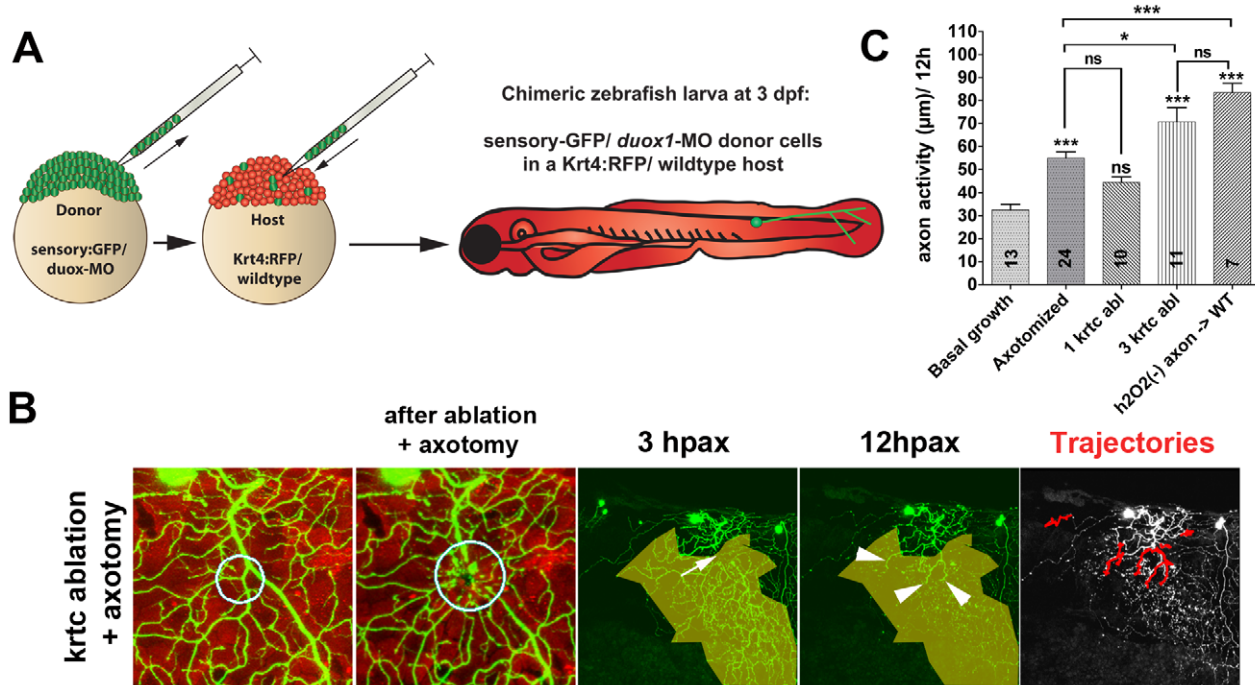 A
Donor
sensory:GFP/
duox-MO
Host
Krt4:RFP/
wildtype
Chimeric zebrafish larva at 3 dpf:
sensory-GFP/ duox1-MO donor cells
in a Krt4:RFP/ wildtype host
C
axon activity (µm)/ 12h
110
100
90
80
70
60
50
40
30
20
10
0
***
*
ns
ns
***
ns
***
***
13
24
10
11
7
Basal growth
Axotomized
1 krtc abl
3 krtc abl
h2O2(-) axon -> WT
B
krtc ablation
+ axotomy
after ablation
+ axotomy
3 hpax
12hpax
Trajectories